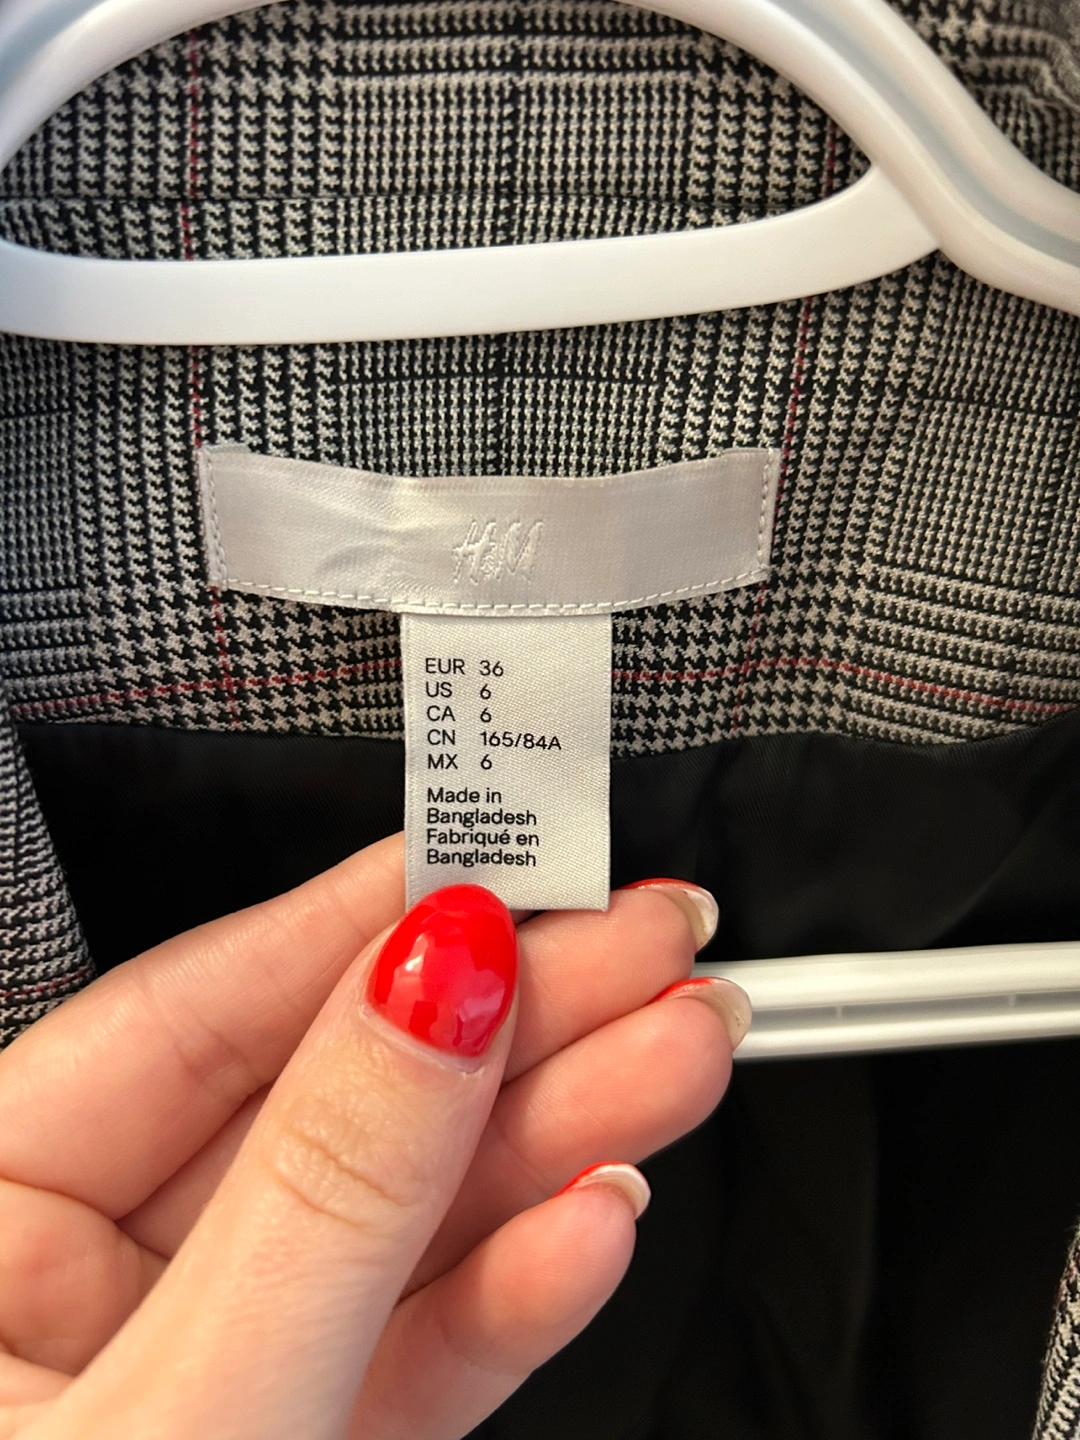 H&M
EUR 36
US 6
CA 6
CN 165/84A
MX 6
Made in
Bangladesh
Fabriqué en
Bangladesh